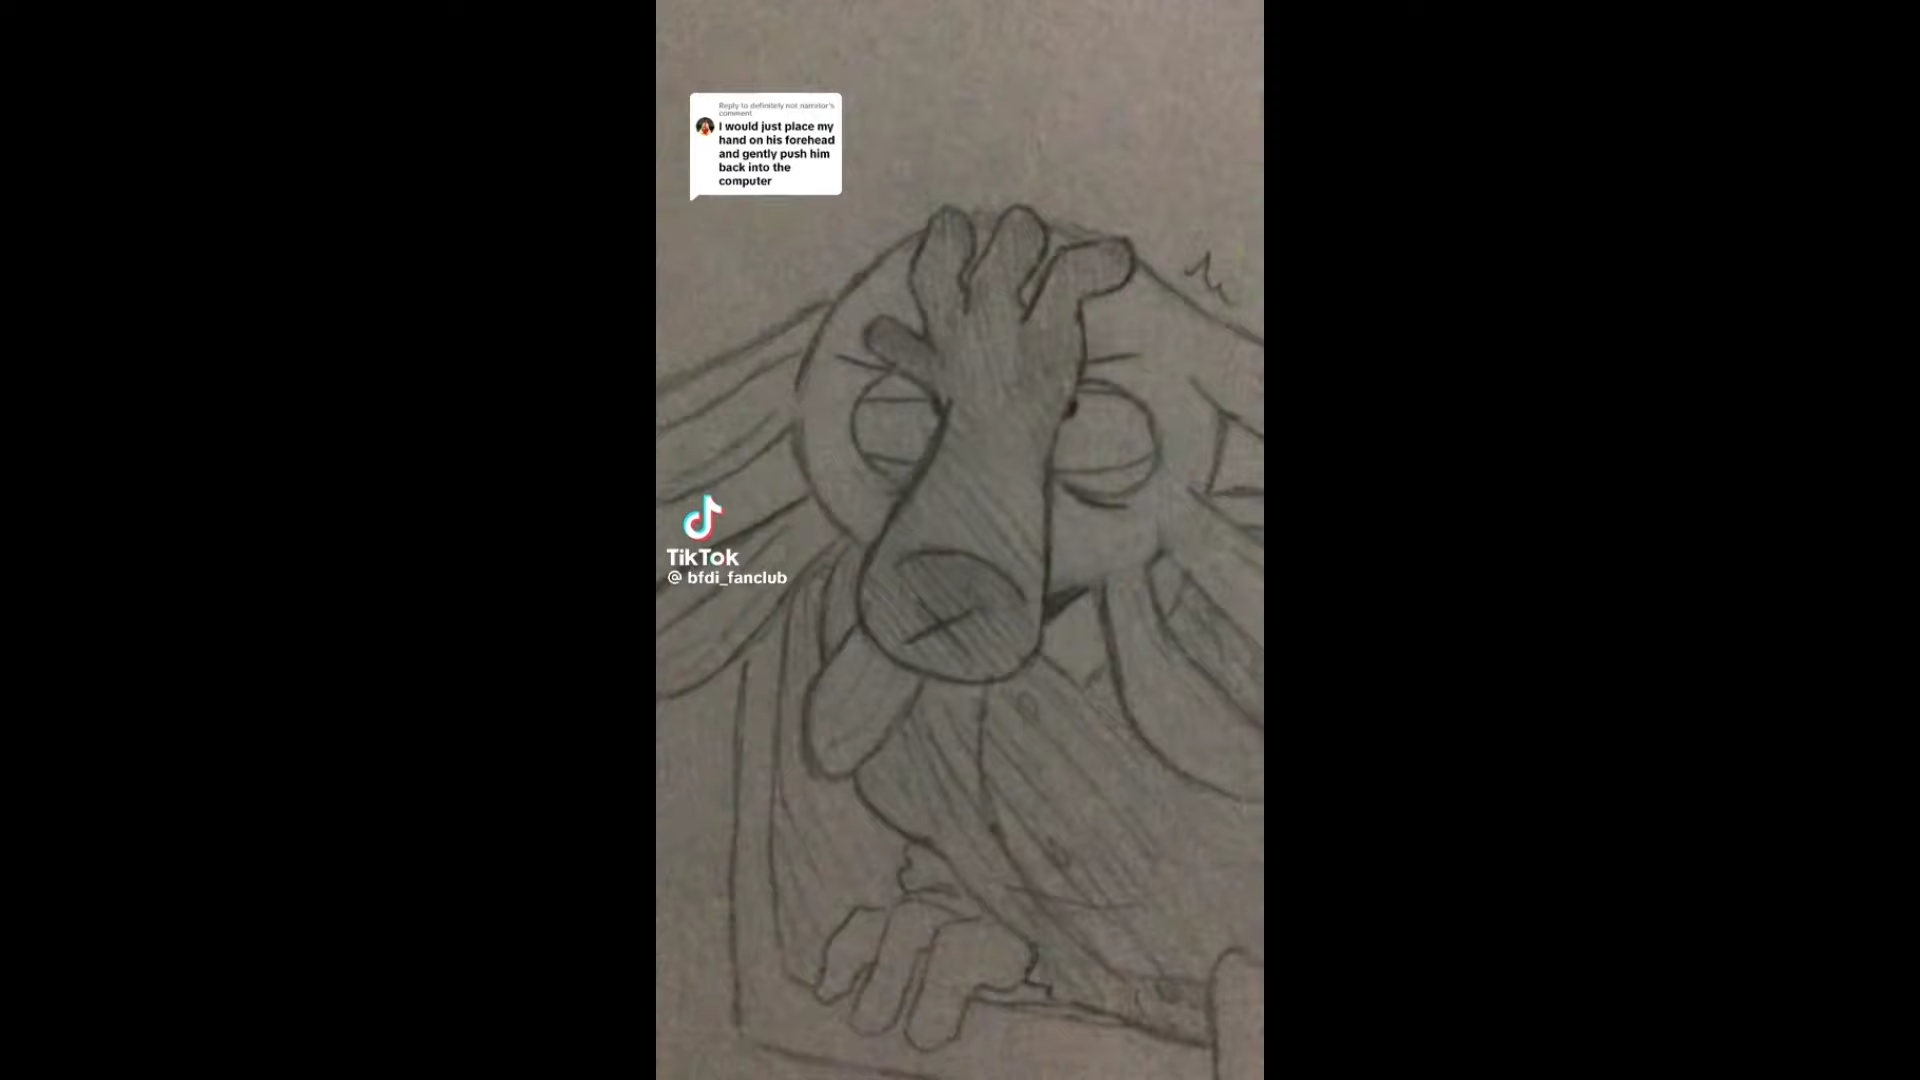 Reply to definitely not narrator's
comment
I would just place my
hand on his forehead
and gently push him
back into the
computer
TikTok
@ bfdi_fanclub